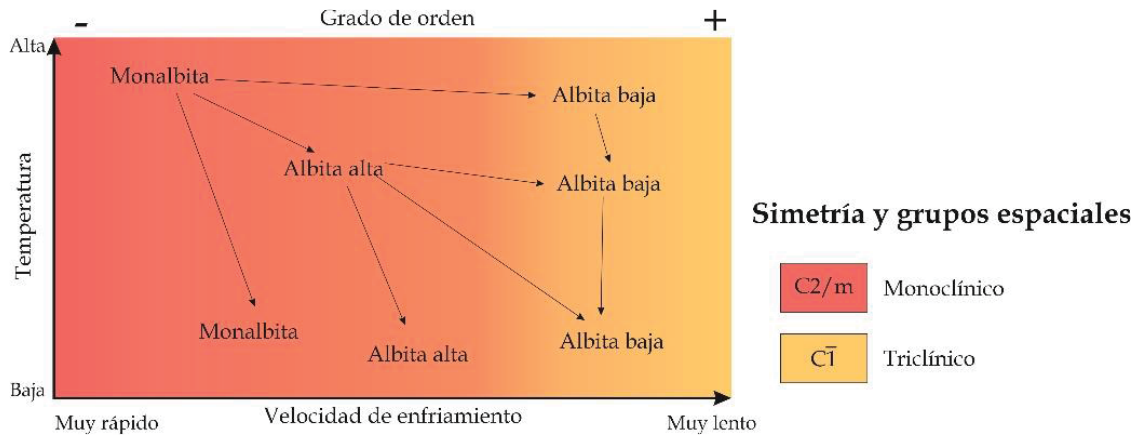 - Grado de orden +
Alta
Monalbita
Albita baja
Albita alta
Albita baja
Temperatura
Monalbita
Albita alta
Albita baja
Baja
Muy rápido
Velocidad de enfriamiento
Muy lento
Simetría y grupos espaciales
C2/m Monoclínico
C1̅ Triclínico